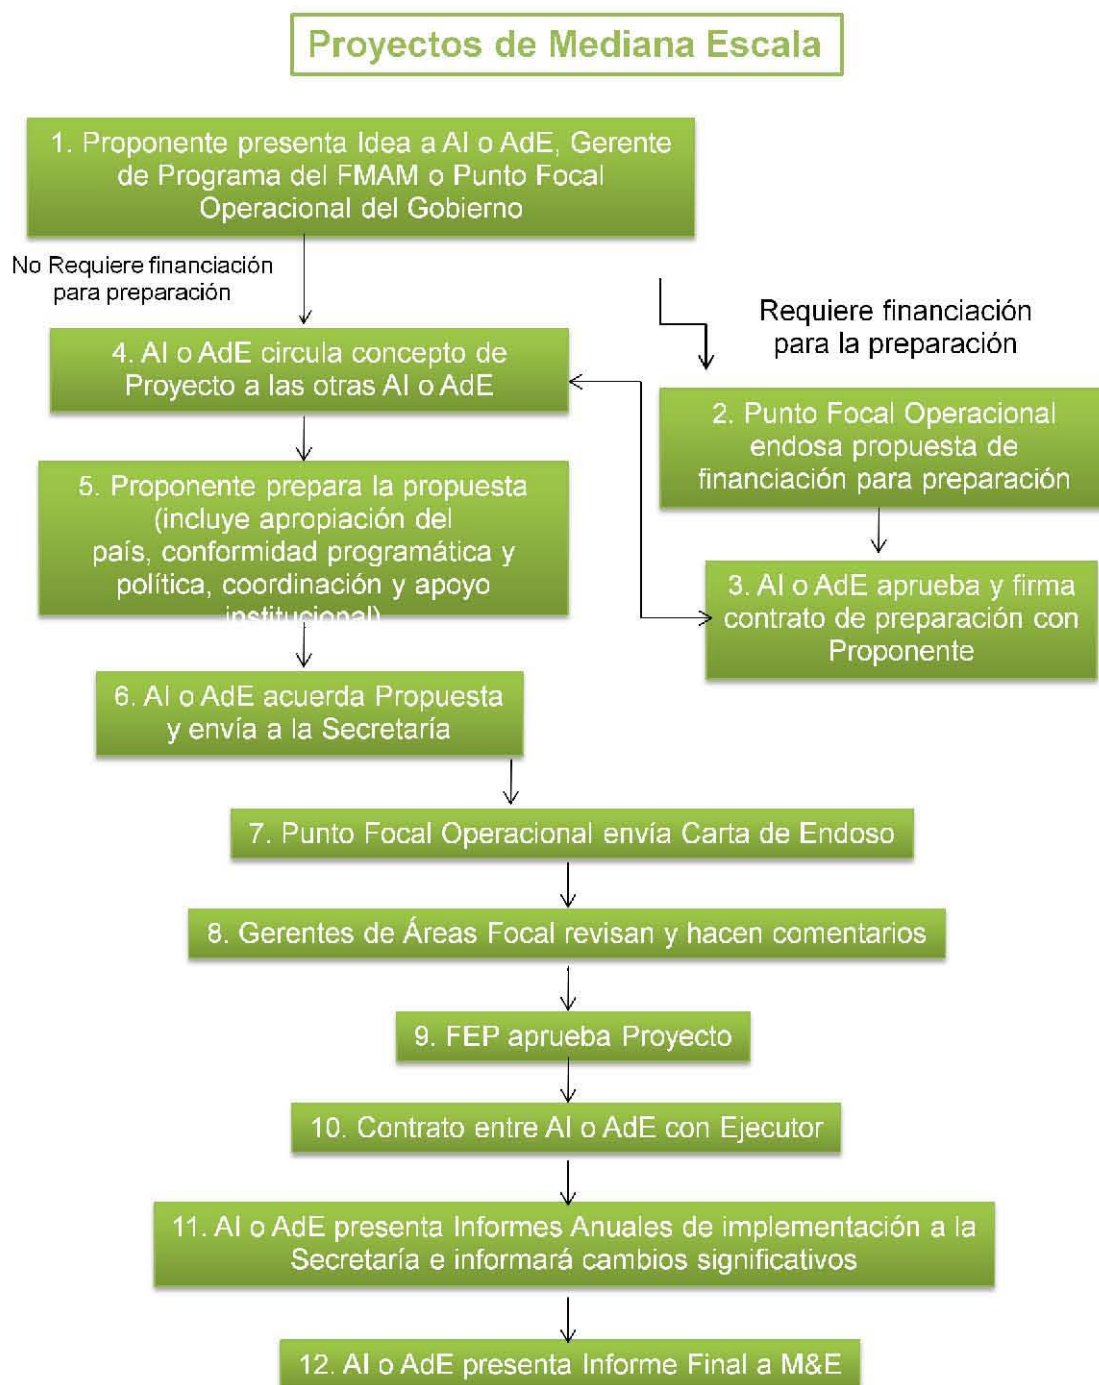 Proyectos de Mediana Escala
1. Proponente presenta Idea a AI o AdE, Gerente
de Programa del FMAM o Punto Focal
Operacional del Gobierno
No Requiere financiación
para preparación
Requiere financiación
para la preparación
2. Punto Focal Operacional
endosa propuesta de
financiación para preparación
3. AI o AdE aprueba y firma
contrato de preparación con
Proponente
4. AI o AdE circula concepto de
Proyecto a las otras AI o AdE
5. Proponente prepara la propuesta
(incluye apropiación del
país, conformidad programática y
política, coordinación y apoyo
institucional)
6. AI o AdE acuerda Propuesta
y envía a la Secretaría
7. Punto Focal Operacional envía Carta de Endoso
8. Gerentes de Áreas Focal revisan y hacen comentarios
9. FEP aprueba Proyecto
10. Contrato entre AI o AdE con Ejecutor
11. AI o AdE presenta Informes Anuales de implementación a la
Secretaría e informará cambios significativos
12. AI o AdE presenta Informe Final a M&E